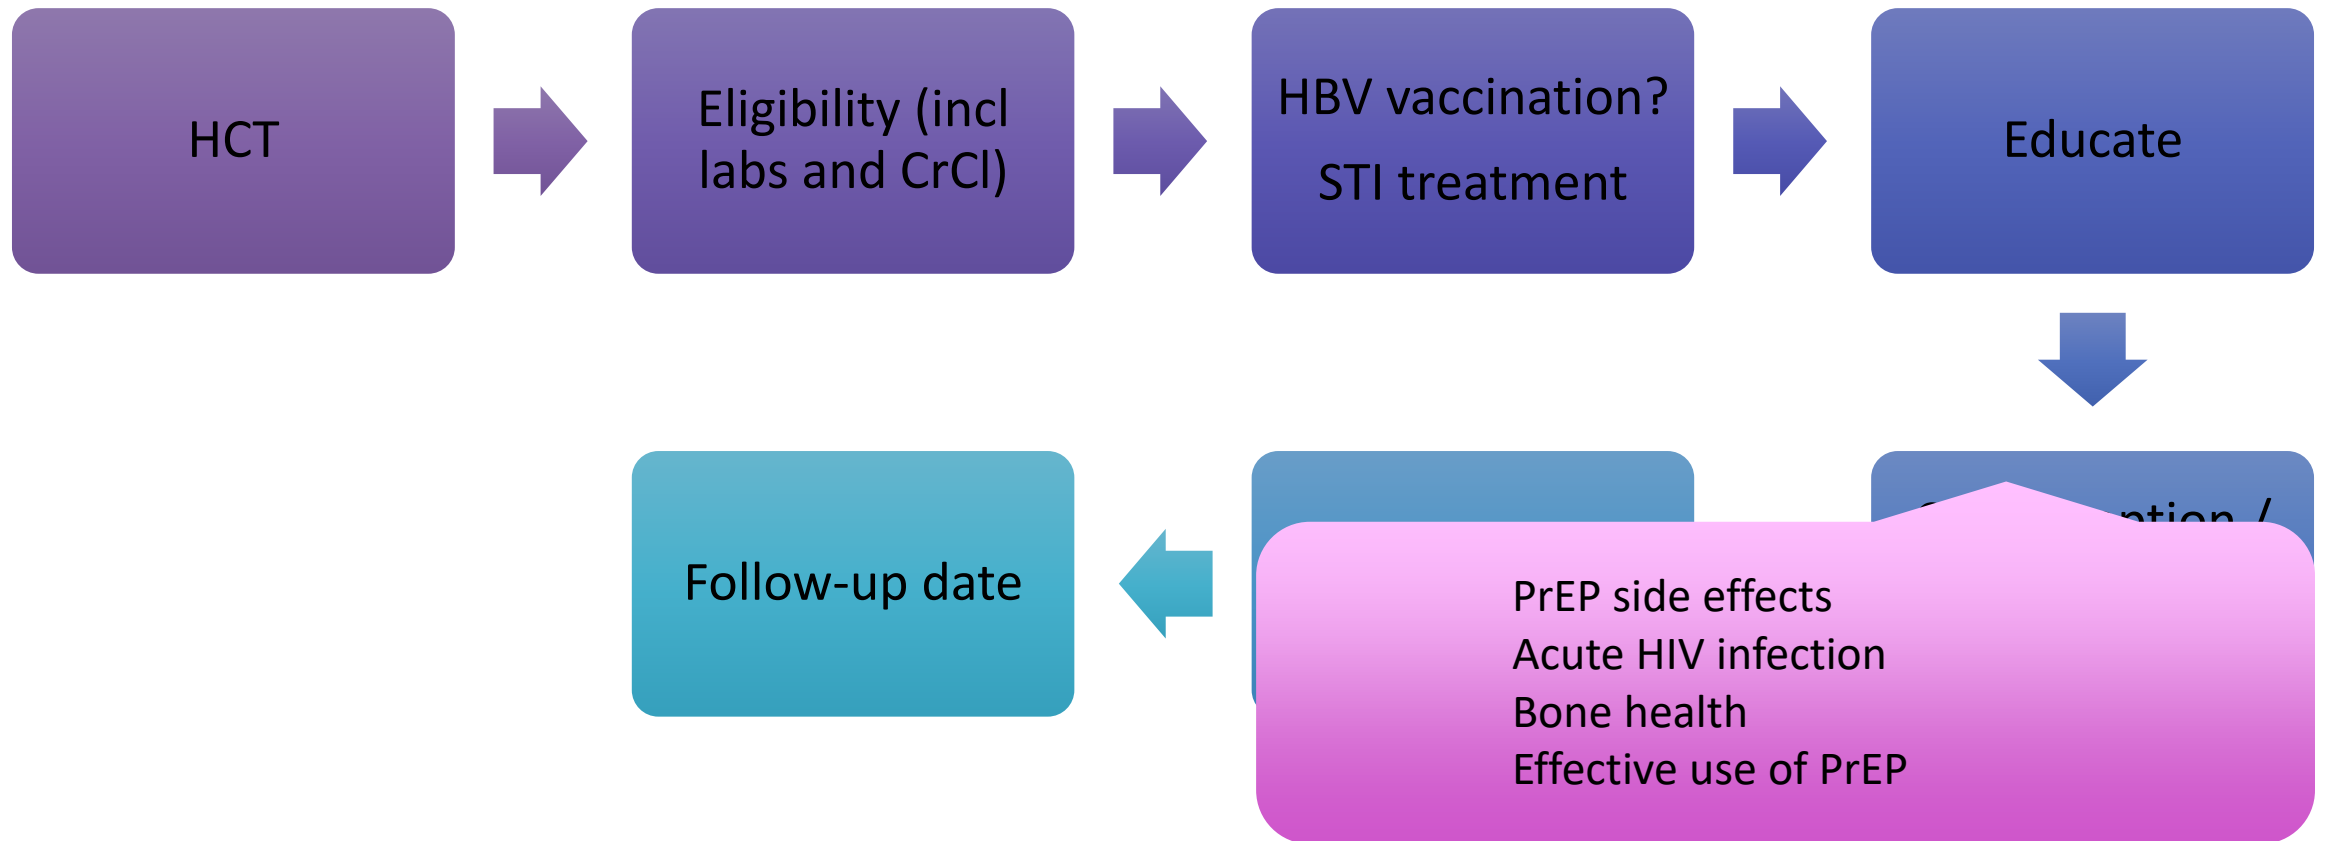 HCT
Eligibility (incl
labs and CrCl)
HBV vaccination?
STI treatment
Educate
/
Follow-up date
PrEP side effects
Acute HIV infection
Bone health
Effective use of PrEP